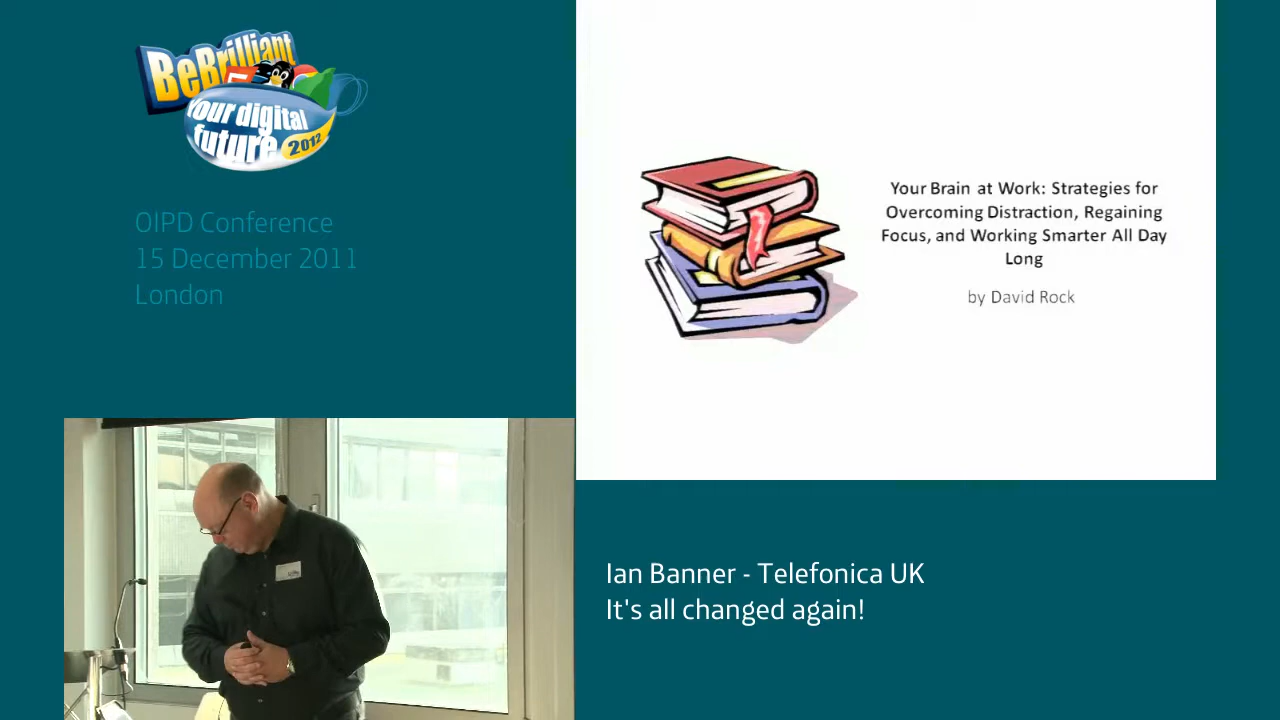 BeBrilliant
Your digital
future
2012
OIPD Conference
15 December 2011
London
Your Brain at Work: Strategies for
Overcoming Distraction, Regaining
Focus, and Working Smarter All Day
Long
by David Rock
Ian Banner - Telefonica UK
It's all changed again!